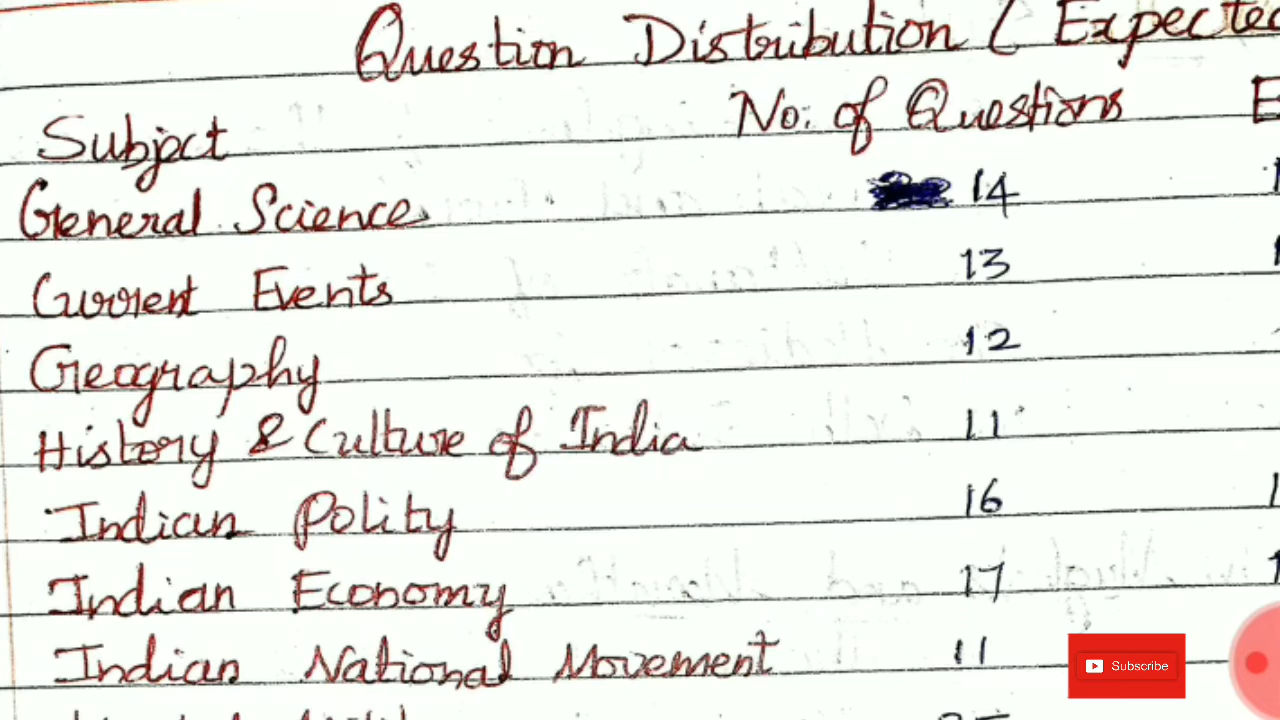 Question Distribution ( Expected
Subject No. of Questions
General Science 14
Current Events 13
Geography 12
History & Culture of India 11
Indian Polity 16
Indian Economy 17
Indian National Movement 11
Subscribe